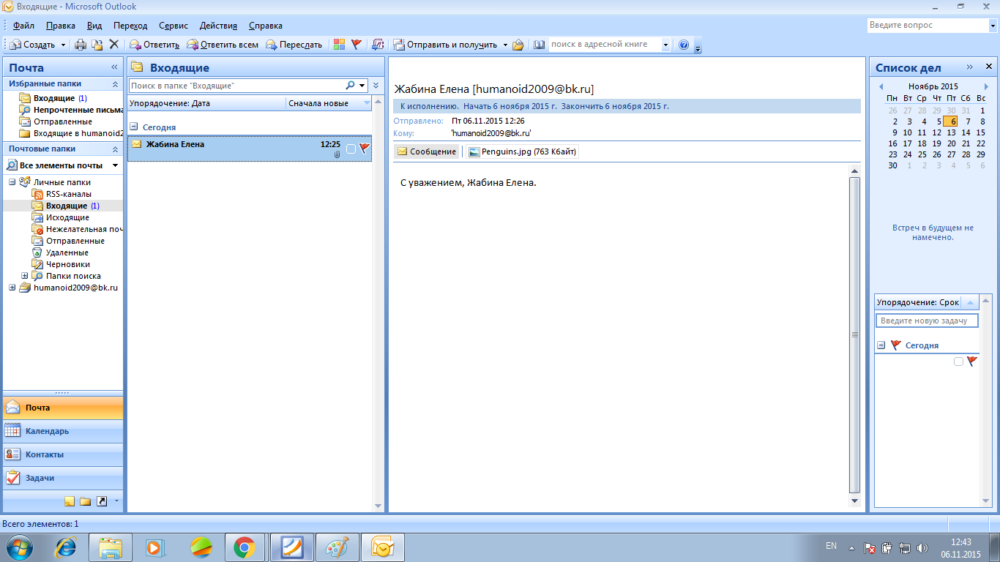 Входящие - Microsoft Outlook
Файл Правка Вид Переход Сервис Действия Справка
Введите вопрос
Создать Ответить Ответить всем Переслать Отправить и получить поиск в адресной книге
Почта
Избранные папки
Входящие (1)
Непрочтенные письма
Отправленные
Входящие в humanoid2
Почтовые папки
Все элементы почты
Личные папки
RSS-каналы
Входящие (1)
Исходящие
Нежелательная поч
Отправленные
Удаленные
Черновики
Папки поиска
humanoid2009@bk.ru
Почта
Календарь
Контакты
Задачи
Входящие
Поиск в папке "Входящие"
Упорядочение: Дата Сначала новые
Сегодня
Жабина Елена 12:25
Жабина Елена [humanoid2009@bk.ru]
К исполнению. Начать 6 ноября 2015 г. Закончить 6 ноября 2015 г.
Отправлено: Пт 06.11.2015 12:26
Кому: 'humanoid2009@bk.ru'
Сообщение Penguins.jpg (763 Кбайт)
С уважением, Жабина Елена.
Список дел
Ноябрь 2015
Пн Вт Ср Чт Пт Сб Вс
26 27 28 29 30 31 1
2 3 4 5 6 7 8
9 10 11 12 13 14 15
16 17 18 19 20 21 22
23 24 25 26 27 28 29
30 1 2 3 4 5 6
Встреч в будущем не
намечено.
Упорядочение: Срок
Введите новую задачу
Сегодня
Всего элементов: 1
EN
12:43
06.11.2015